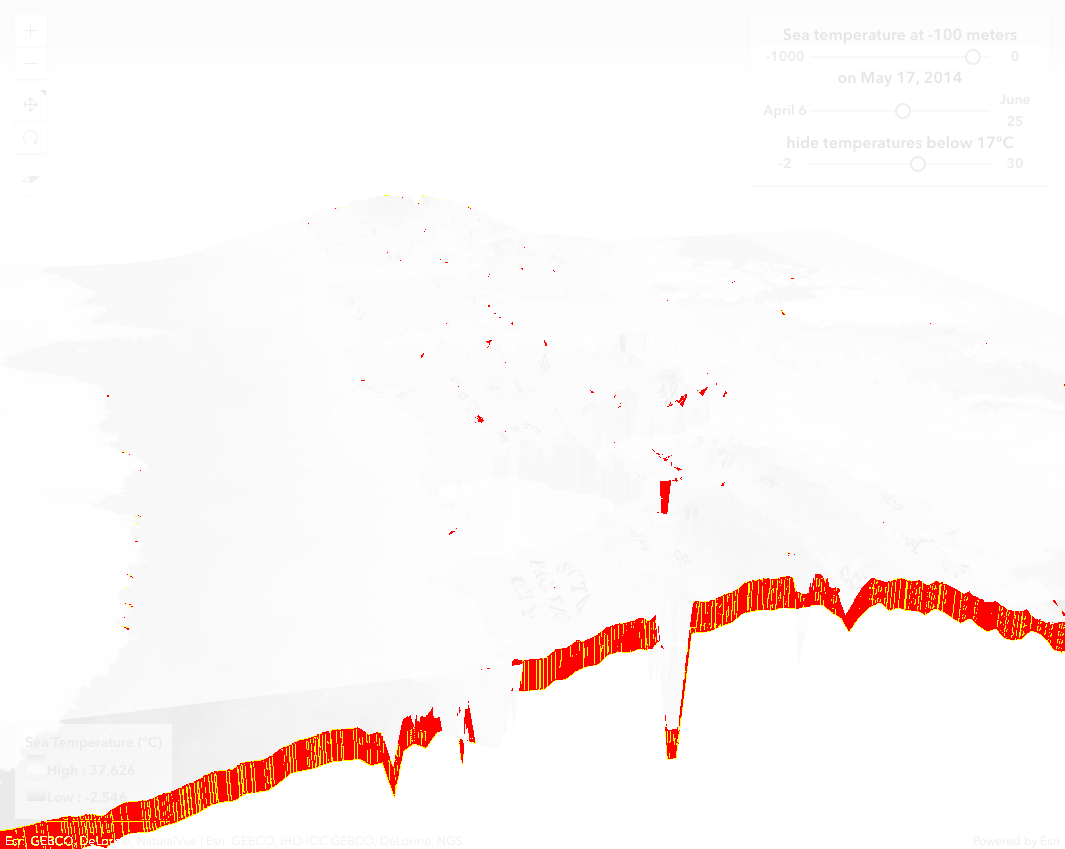 Sea temperature at -100 meters
-1000 0
on May 17, 2014
April 6 June 25
hide temperatures below 17°C
-2 30
Sea Temperature (°C)
High : 37.626
Low : -2.546
Esri, GEBCO, DeLorme, NaturalVue | Esri, GEBCO, IHO-IOC GEBCO, DeLorme, NGS
Powered by Esri